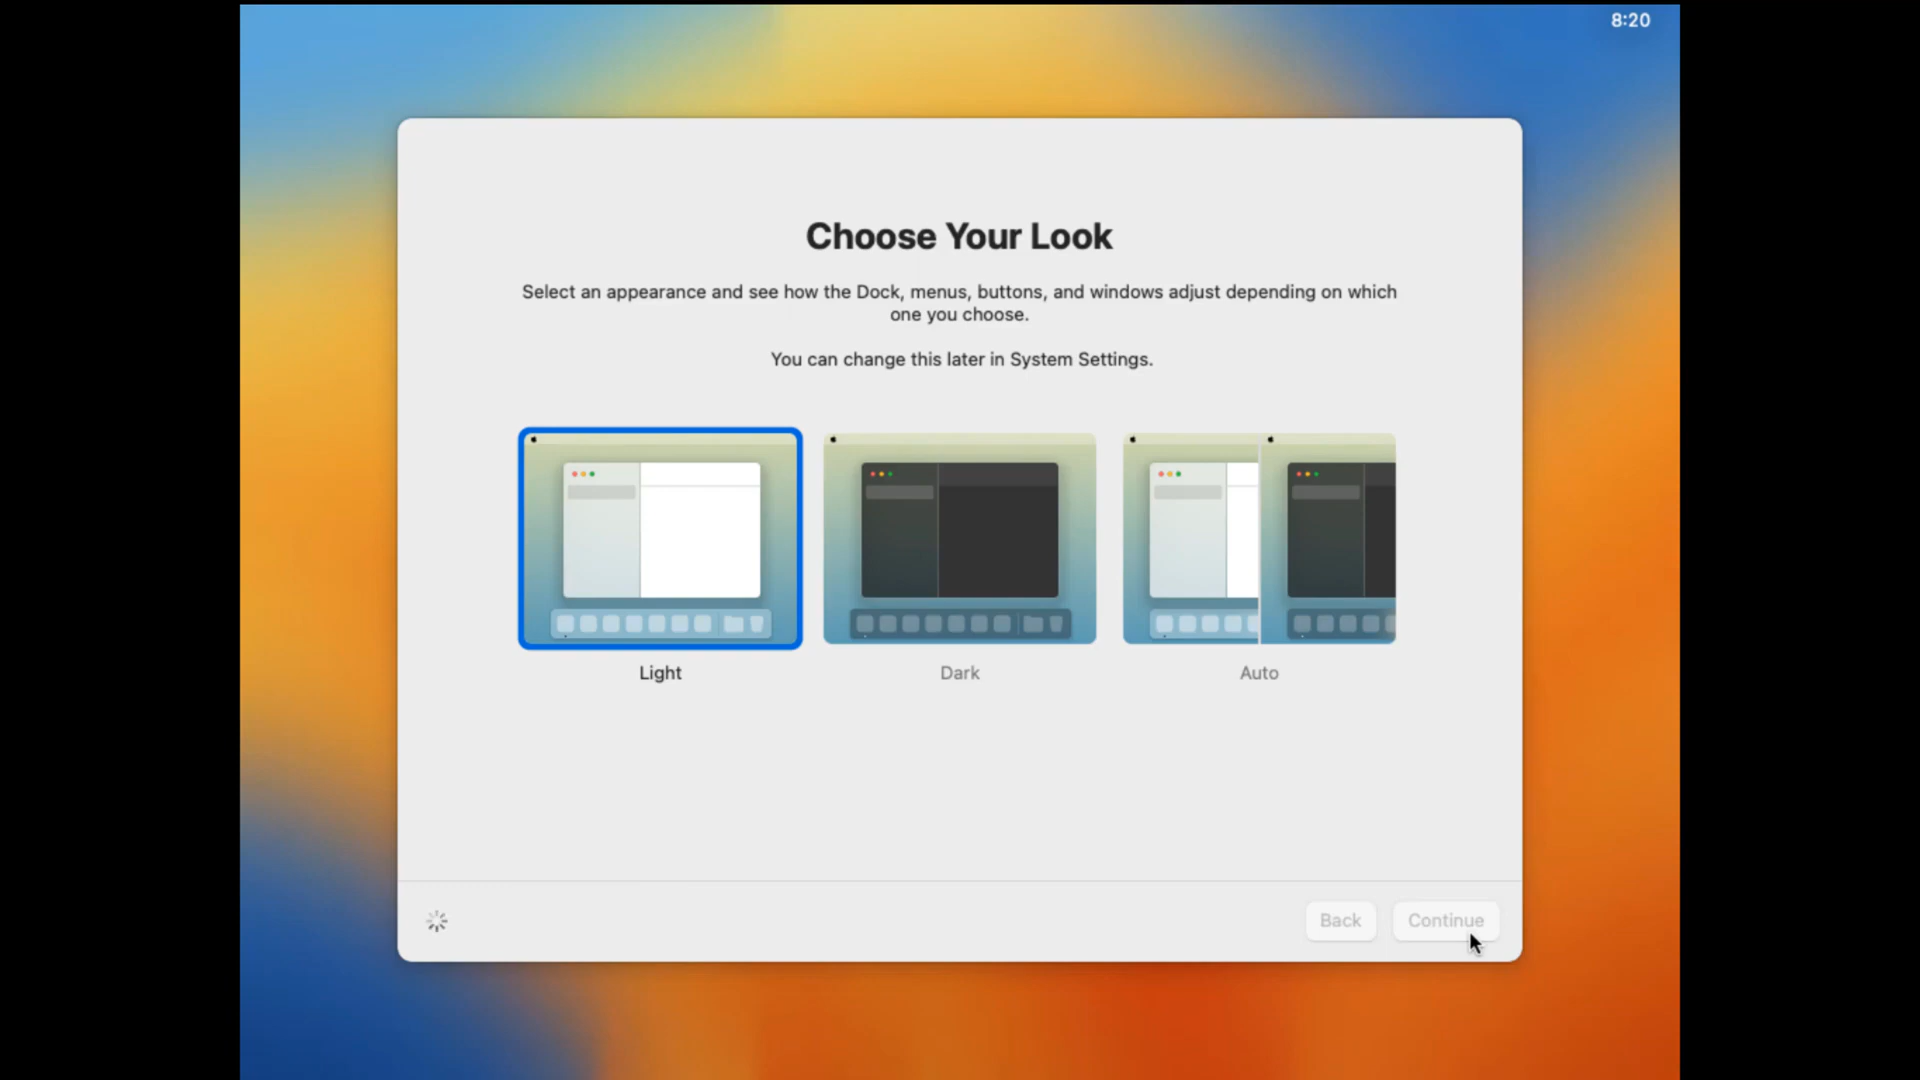 8:20
Choose Your Look
Select an appearance and see how the Dock, menus, buttons, and windows adjust depending on which
one you choose.
You can change this later in System Settings.
Light
Dark
Auto
Back
Continue